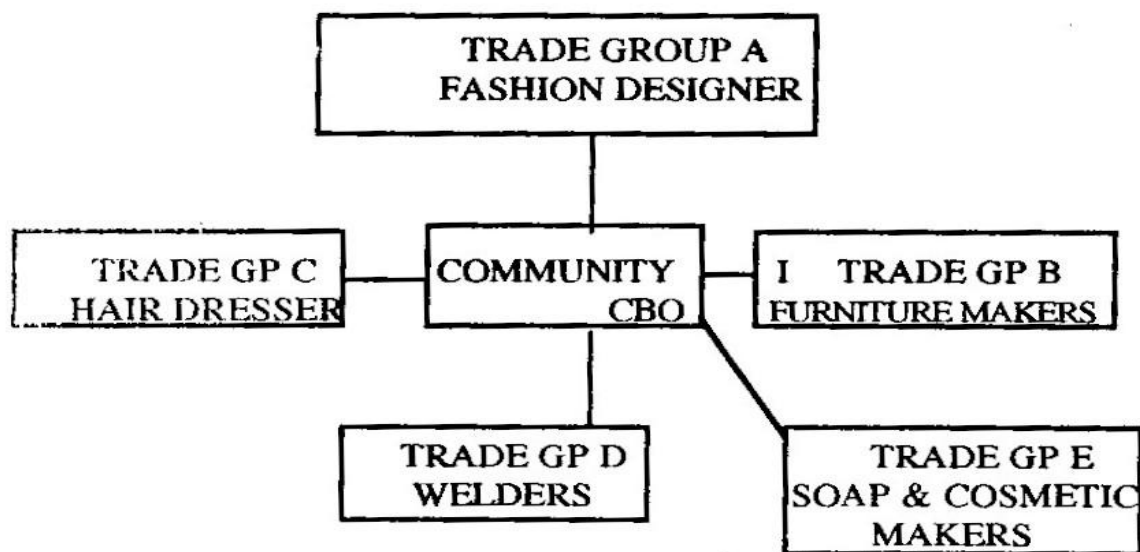 TRADE GROUP A
FASHION DESIGNER
TRADE GP C
HAIR DRESSER
COMMUNITY
CBO
I TRADE GP B
FURNITURE MAKERS
TRADE GP D
WELDERS
TRADE GP E
SOAP & COSMETIC
MAKERS